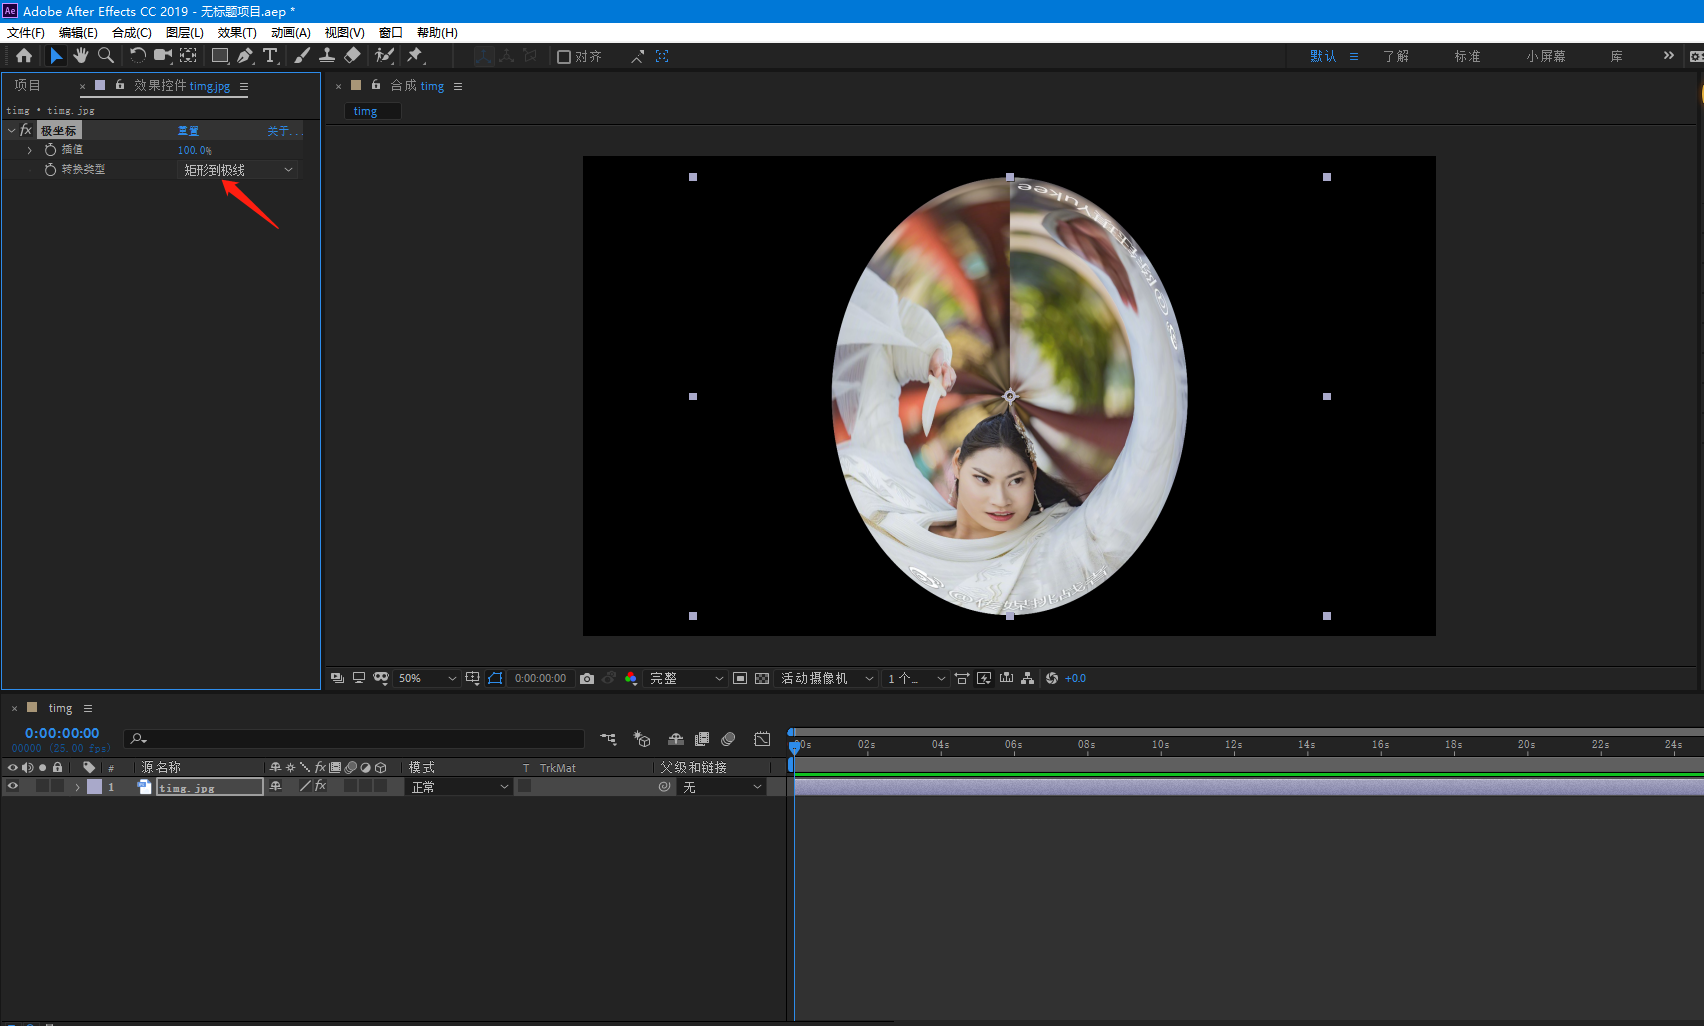 Ae Adobe After Effects CC 2019 - 无标题项目.aep *
文件(F) 编辑(E) 合成(C) 图层(L) 效果(T) 动画(A) 视图(V) 窗口 帮助(H)
对齐 默认 了解 标准 小屏幕 库
项目 × 效果控件 timg.jpg × 合成 timg
timg • timg.jpg
timg
fx 极坐标 重置 关于...
插值 100.0%
转换类型 矩形到极线
50% 0:00:00:00 完整 活动摄像机 1个... +0.0
× timg
0:00:00:00
00000 (25.00 fps)
:00s 02s 04s 06s 08s 10s 12s 14s 16s 18s 20s 22s 24s
# 源名称 fx 模式 T TrkMat 父级和链接
1 timg.jpg fx 正常 无